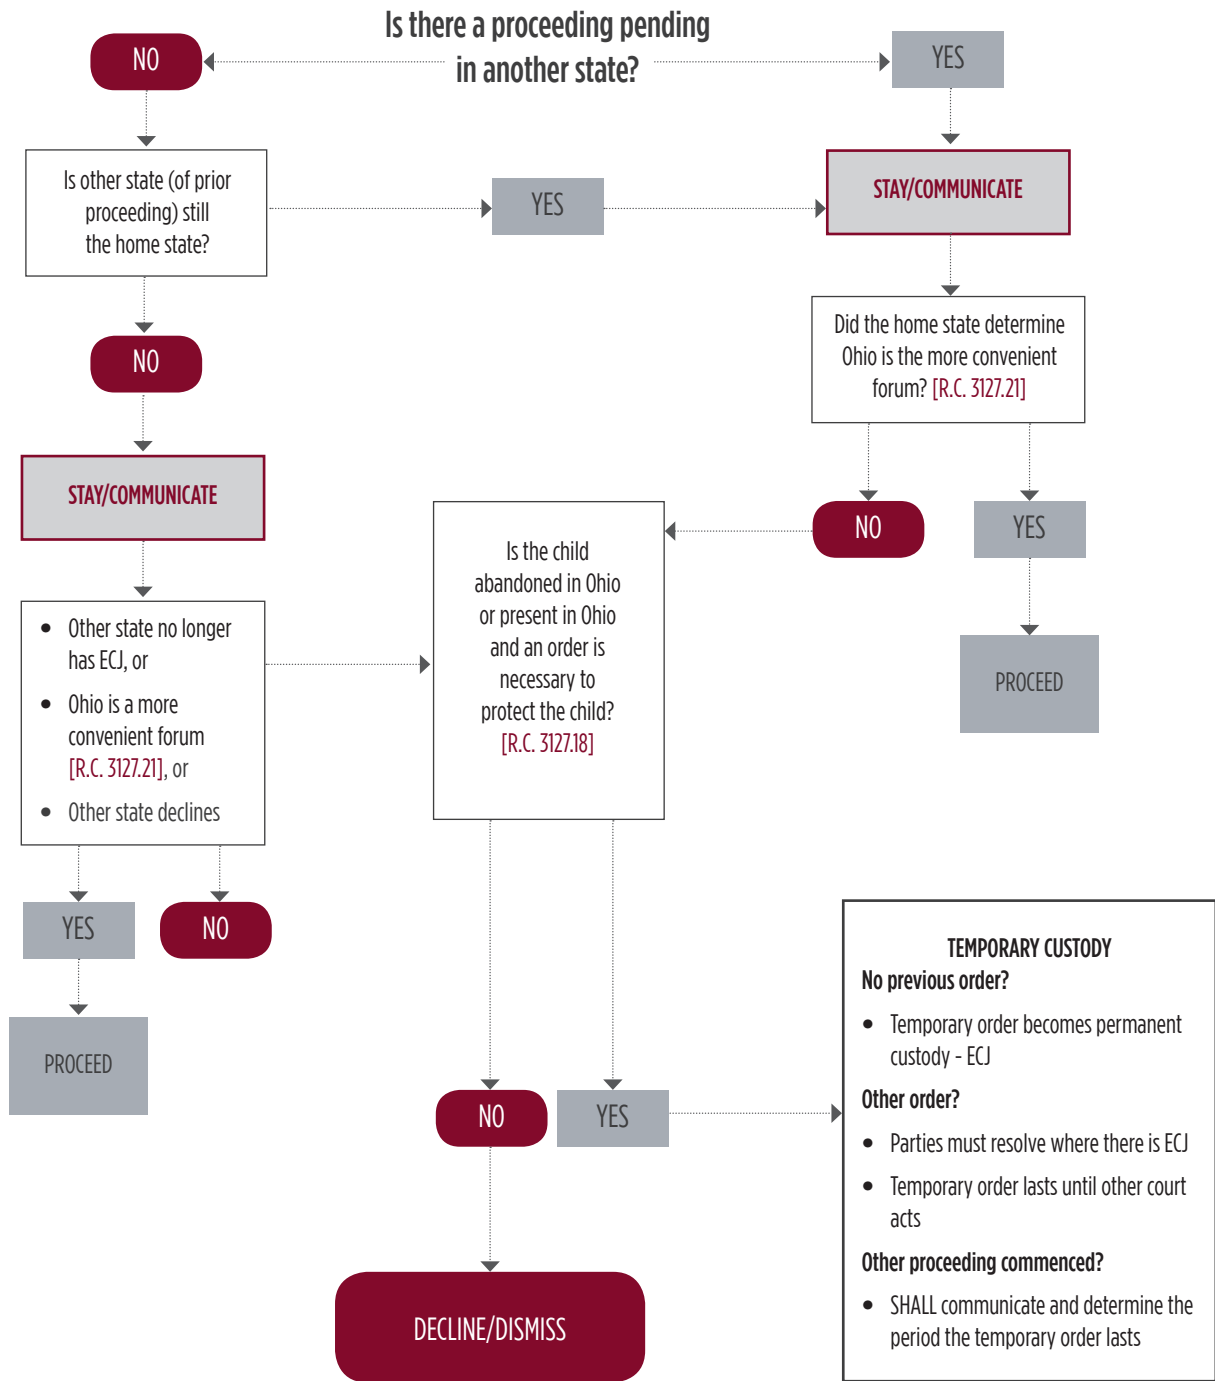 Is there a proceeding pending
in another state?
NO
YES
Is other state (of prior
proceeding) still
the home state?
YES
STAY/COMMUNICATE
NO
Did the home state determine
Ohio is the more convenient
forum? [R.C. 3127.21]
STAY/COMMUNICATE
NO
YES
PROCEED
Is the child
abandoned in Ohio
or present in Ohio
and an order is
necessary to
protect the child?
[R.C. 3127.18]
• Other state no longer
has ECJ, or
• Ohio is a more
convenient forum
[R.C. 3127.21], or
• Other state declines
YES
NO
PROCEED
NO
YES
DECLINE/DISMISS
TEMPORARY CUSTODY
No previous order?
• Temporary order becomes permanent
custody - ECJ
Other order?
• Parties must resolve where there is ECJ
• Temporary order lasts until other court
acts
Other proceeding commenced?
• SHALL communicate and determine the
period the temporary order lasts